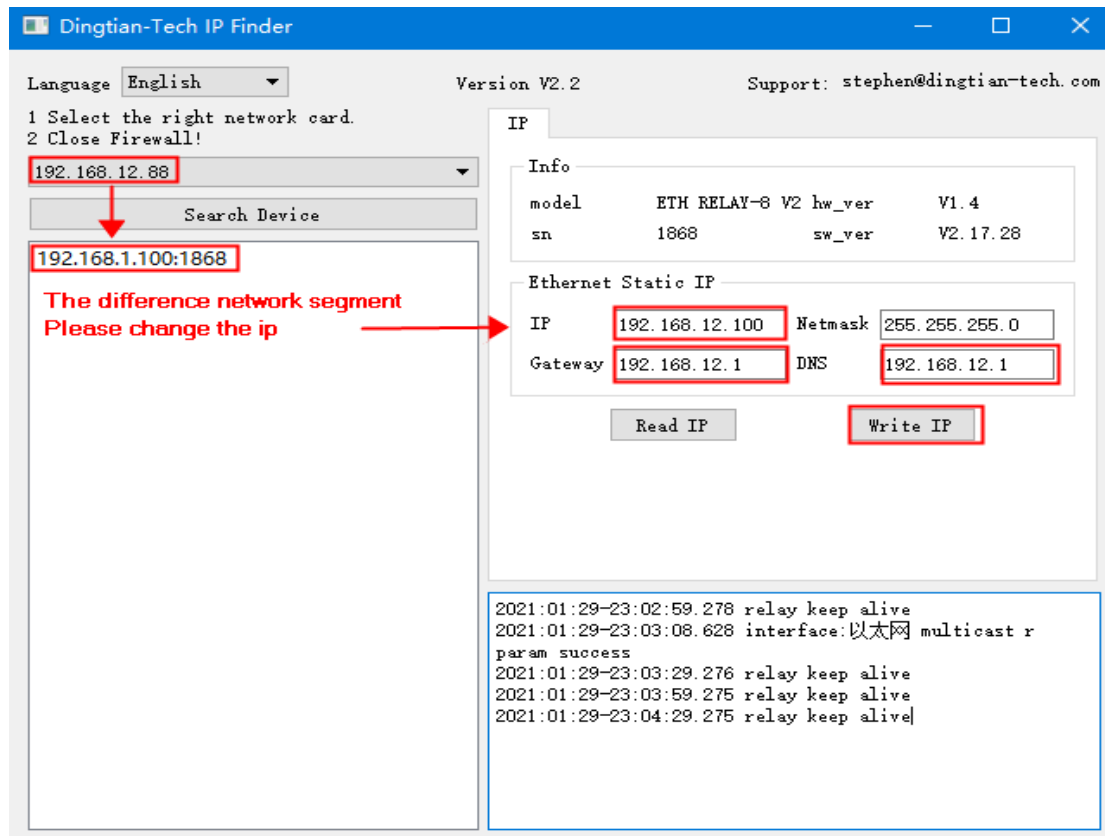 Dingtian-Tech IP Finder
Language English
Version V2.2
Support: stephen@dingtian-tech.com
1 Select the right network card.
2 Close Firewall!
192.168.12.88
Search Device
192.168.1.100:1868
The difference network segment
Please change the ip
IP
Info
model ETH RELAY-8 V2 hw_ver V1.4
sn 1868 sw_ver V2.17.28
Ethernet Static IP
IP 192.168.12.100 Netmask 255.255.255.0
Gateway 192.168.12.1 DNS 192.168.12.1
Read IP Write IP
2021:01:29-23:02:59.278 relay keep alive
2021:01:29-23:03:08.628 interface:以太网 multicast r
param success
2021:01:29-23:03:29.276 relay keep alive
2021:01:29-23:03:59.275 relay keep alive
2021:01:29-23:04:29.275 relay keep alive